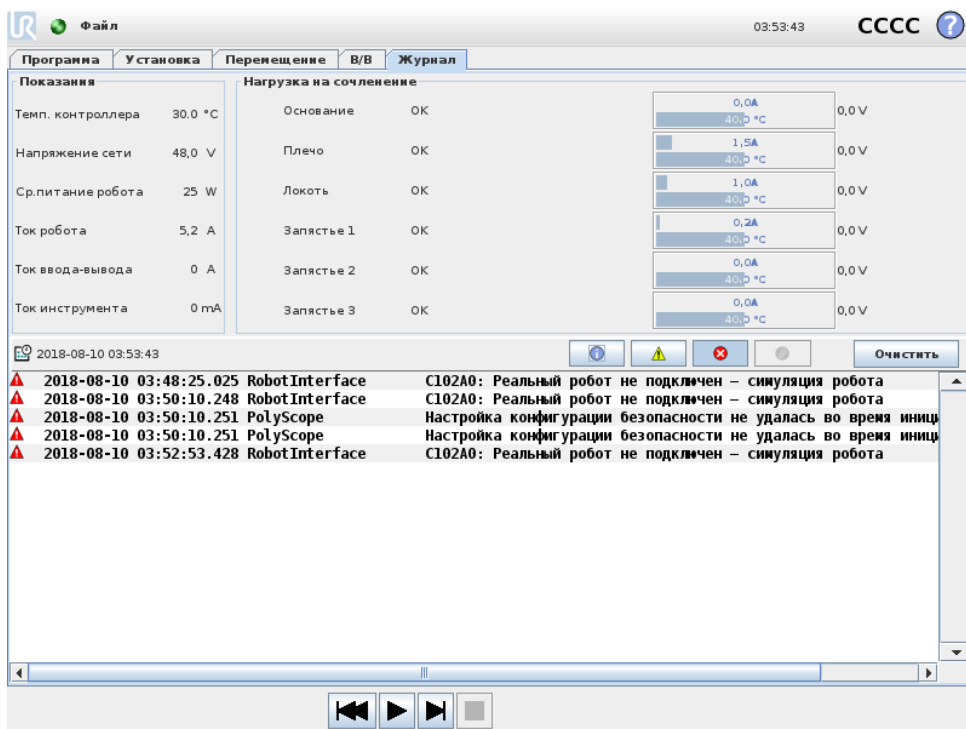 UR Файл 03:53:43 CCCC ?
Программа Установка Перемещение В/В Журнал
Показания
Темп. контроллера 30.0 °C
Напряжение сети 48,0 V
Ср.питание робота 25 W
Ток робота 5,2 A
Ток ввода-вывода 0 A
Ток инструмента 0 mA
Нагрузка на сочленение
Основание OK 0,0A 40.0 °C 0,0 V
Плечо OK 1,5A 40.0 °C 0,0 V
Локоть OK 1,0A 40.0 °C 0,0 V
Запястье 1 OK 0,2A 40.0 °C 0,0 V
Запястье 2 OK 0,0A 40.0 °C 0,0 V
Запястье 3 OK 0,0A 40.0 °C 0,0 V
2018-08-10 03:53:43 Очистить
2018-08-10 03:48:25.025 RobotInterface C102A0: Реальный робот не подключен – симуляция робота
2018-08-10 03:50:10.248 RobotInterface C102A0: Реальный робот не подключен – симуляция робота
2018-08-10 03:50:10.251 PolyScope Настройка конфигурации безопасности не удалась во время
2018-08-10 03:50:10.251 PolyScope Настройка конфигурации безопасности не удалась во время
2018-08-10 03:52:53.428 RobotInterface C102A0: Реальный робот не подключен – симуляция робота